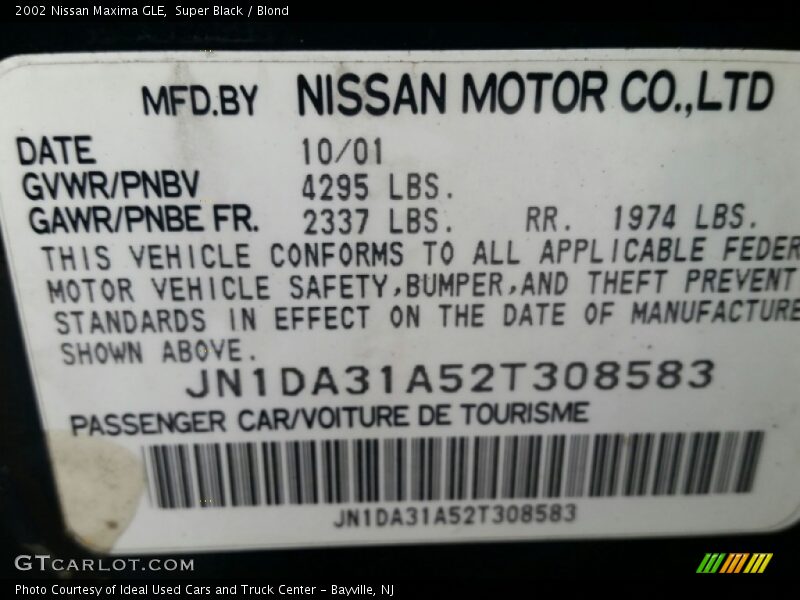 2002 Nissan Maxima GLE, Super Black / Blond
MFD.BY NISSAN MOTOR CO.,LTD
DATE 10/01
GVWR/PNBV 4295 LBS.
GAWR/PNBE FR. 2337 LBS. RR. 1974 LBS.
THIS VEHICLE CONFORMS TO ALL APPLICABLE FEDER
MOTOR VEHICLE SAFETY,BUMPER,AND THEFT PREVENT
STANDARDS IN EFFECT ON THE DATE OF MANUFACTURE
SHOWN ABOVE.
JN1DA31A52T308583
PASSENGER CAR/VOITURE DE TOURISME
JN1DA31A52T308583
GTCARLOT.COM
Photo Courtesy of Ideal Used Cars and Truck Center - Bayville, NJ